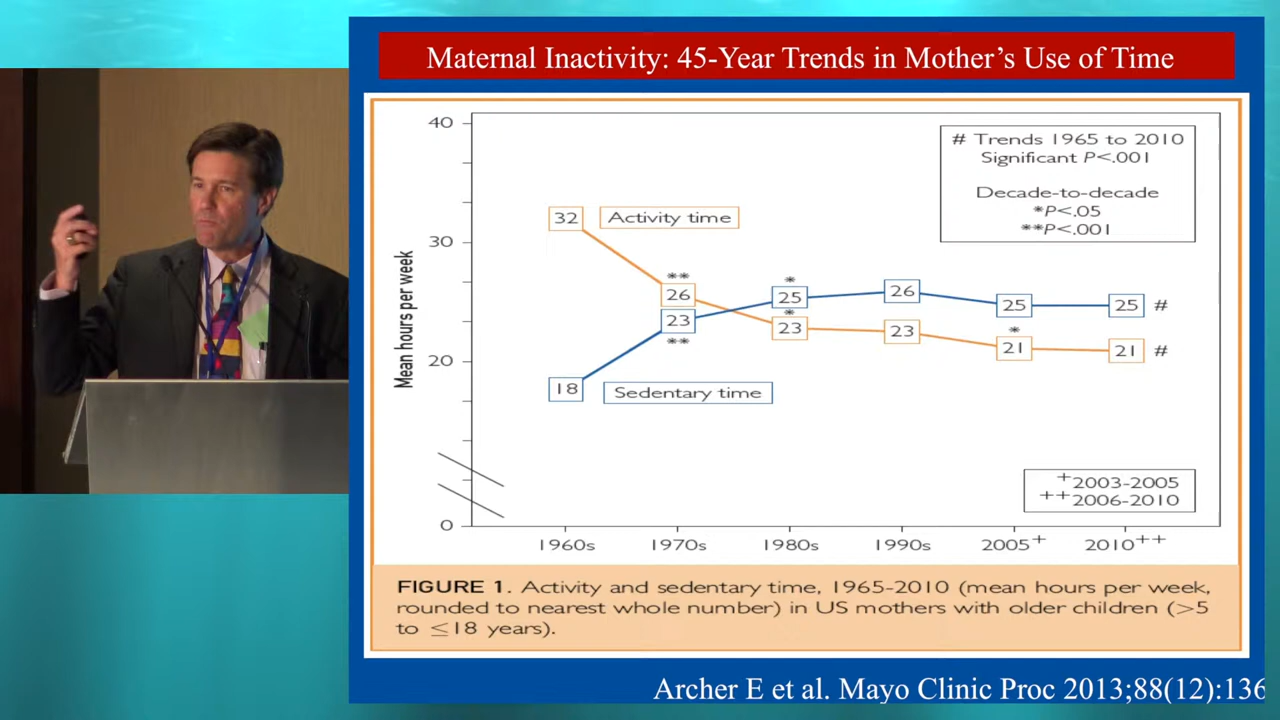 Maternal Inactivity: 45-Year Trends in Mother's Use of Time
40
30
20
0
Mean hours per week
# Trends 1965 to 2010
Significant P<.001
Decade-to-decade
*P<.05
**P<.001
32
Activity time
**
26
23
**
*
25
*
23
26
23
25
*
21
25 #
21 #
18
Sedentary time
+2003-2005
++2006-2010
1960s 1970s 1980s 1990s 2005+ 2010++
FIGURE 1. Activity and sedentary time, 1965-2010 (mean hours per week,
rounded to nearest whole number) in US mothers with older children (>5
to ≤18 years).
Archer E et al. Mayo Clinic Proc 2013;88(12):136